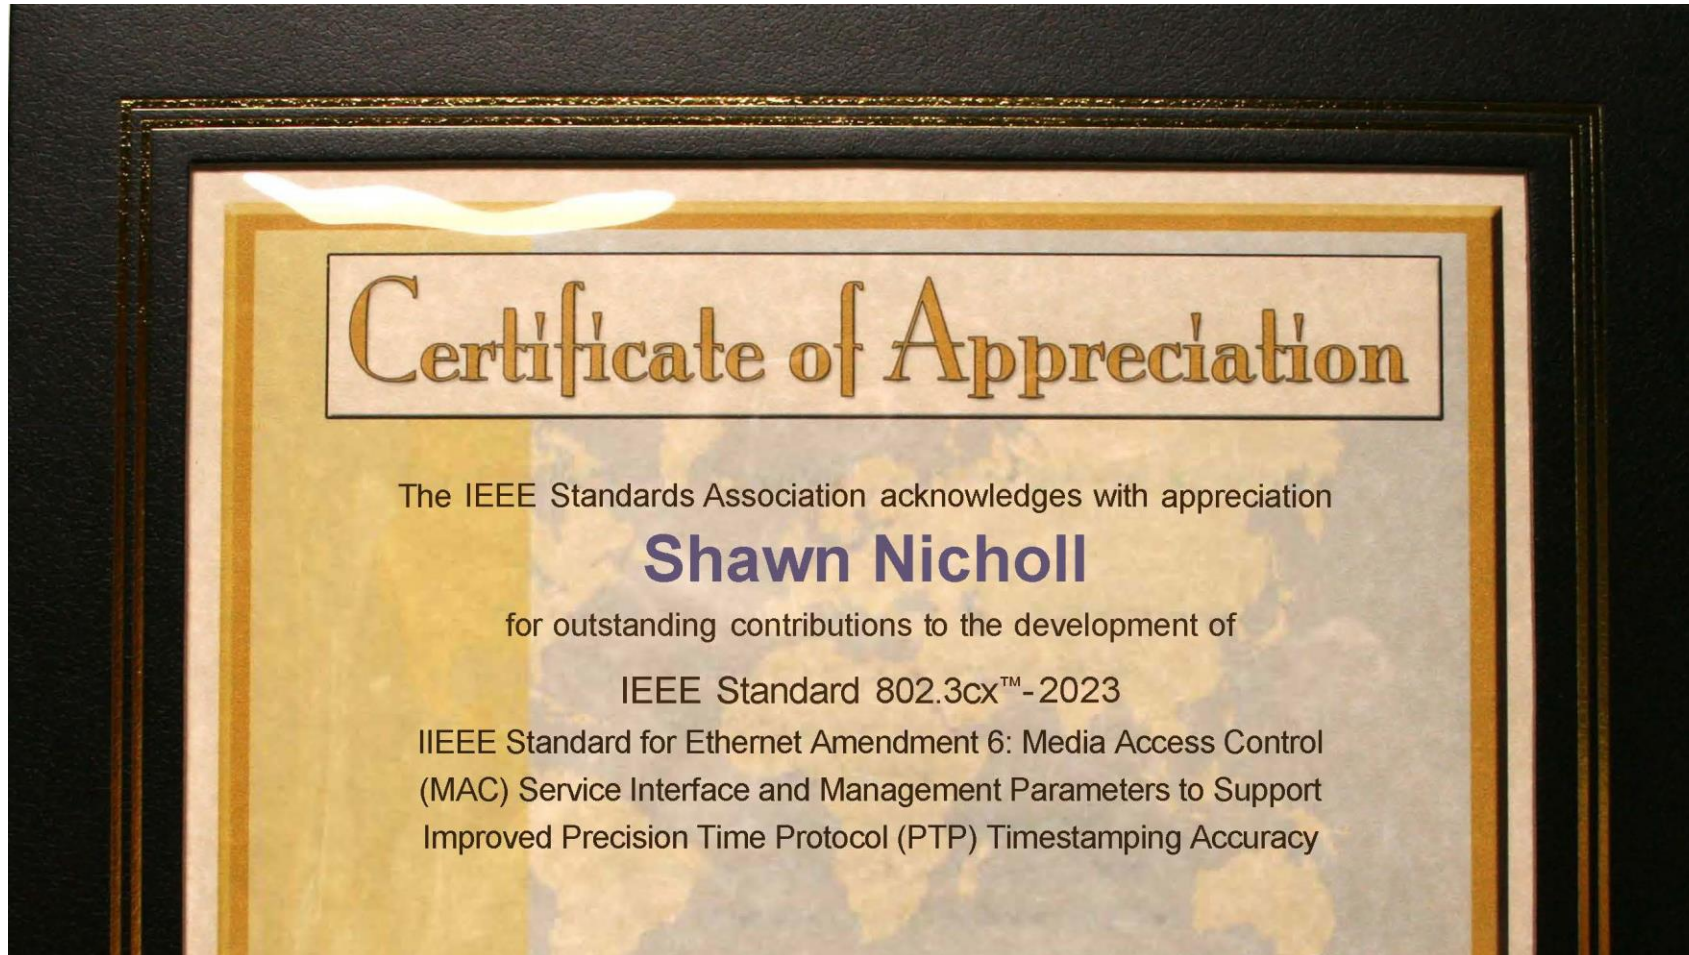 Certificate of Appreciation
The IEEE Standards Association acknowledges with appreciation
Shawn Nicholl
for outstanding contributions to the development of
IEEE Standard 802.3cx™-2023
IIEEE Standard for Ethernet Amendment 6: Media Access Control
(MAC) Service Interface and Management Parameters to Support
Improved Precision Time Protocol (PTP) Timestamping Accuracy